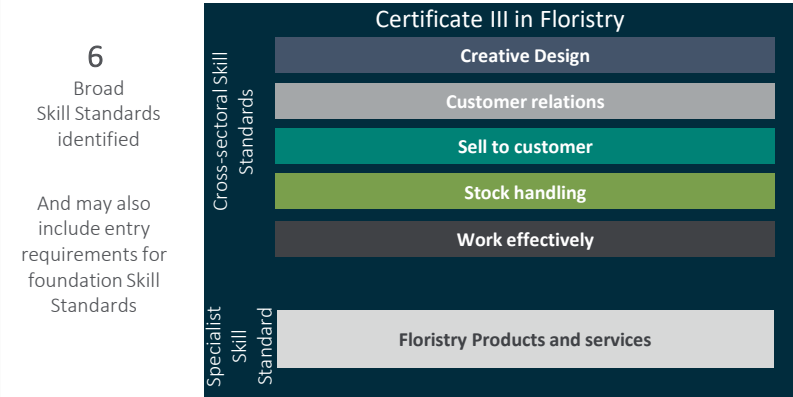 6
Broad
Skill Standards
identified
And may also
include entry
requirements for
foundation Skill
Standards
Certificate III in Floristry
Cross-sectoral Skill
Standards
Creative Design
Customer relations
Sell to customer
Stock handling
Work effectively
Specialist
Skill
Standard
Floristry Products and services